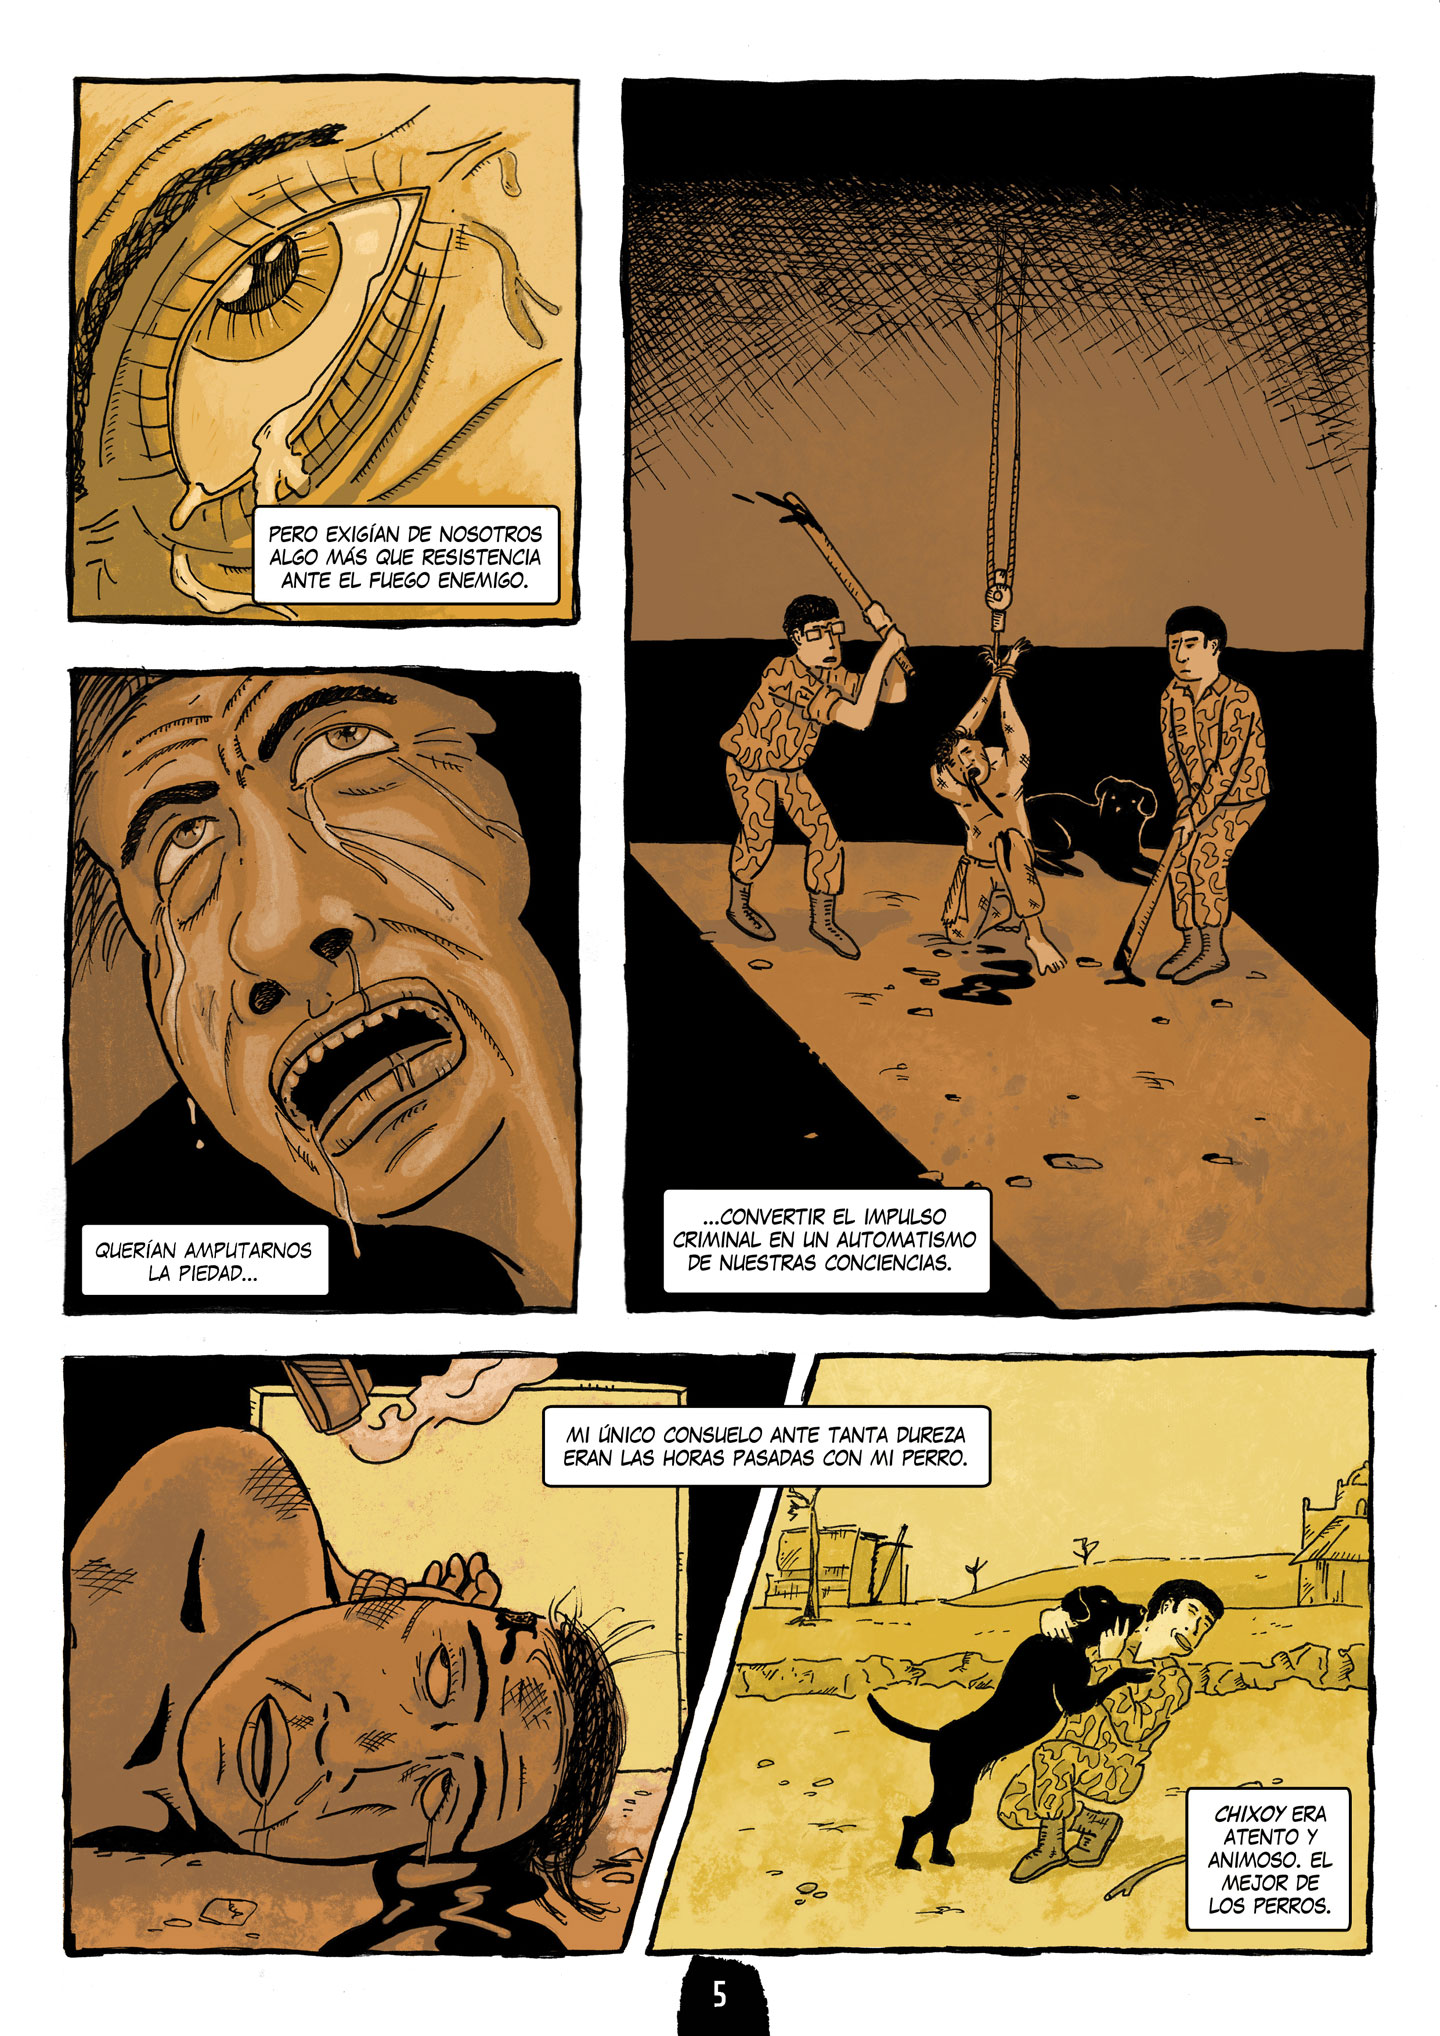 PERO EXIGÍAN DE NOSOTROS
ALGO MÁS QUE RESISTENCIA
ANTE EL FUEGO ENEMIGO.
QUERÍAN AMPUTARNOS
LA PIEDAD...
...CONVERTIR EL IMPULSO
CRIMINAL EN UN AUTOMATISMO
DE NUESTRAS CONCIENCIAS.
MI ÚNICO CONSUELO ANTE TANTA DUREZA
ERAN LAS HORAS PASADAS CON MI PERRO.
CHIXOY ERA
ATENTO Y
ANIMOSO. EL
MEJOR DE
LOS PERROS.
5